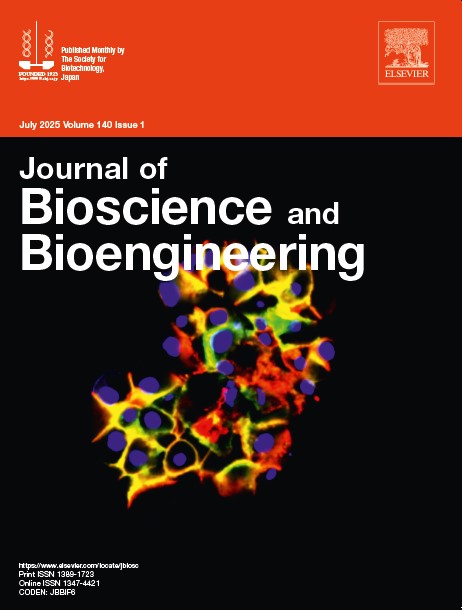 Published Monthly by
The Society for
Biotechnology,
Japan
FOUNDED 1923
ELSEVIER
July 2025 Volume 140 Issue 1
Journal of
Bioscience and
Bioengineering
https://www.elsevier.com/locate/jbiosc
Print ISSN 1389-1723
Online ISSN 1347-4421
CODEN: JBBIF6